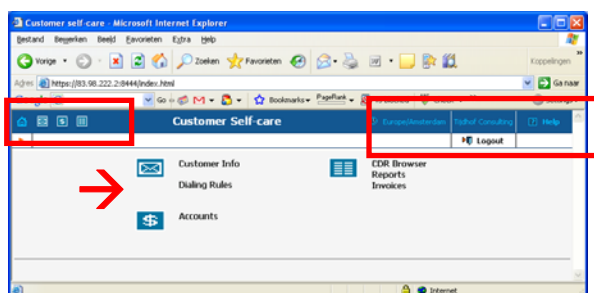 Customer self-care - Microsoft Internet Explorer
Bestand Bewerken Beeld Favorieten Extra Help
Vorige Zoeken Favorieten Koppelingen
Adres https://83.98.222.2:8444/index.html Ga naar
Go Bookmarks PageRank
Customer Self-care Europe/Amsterdam Tadhof Consulting Help
Logout
Customer Info CDR Browser
Reports
Dialing Rules Invoices
Accounts
Internet